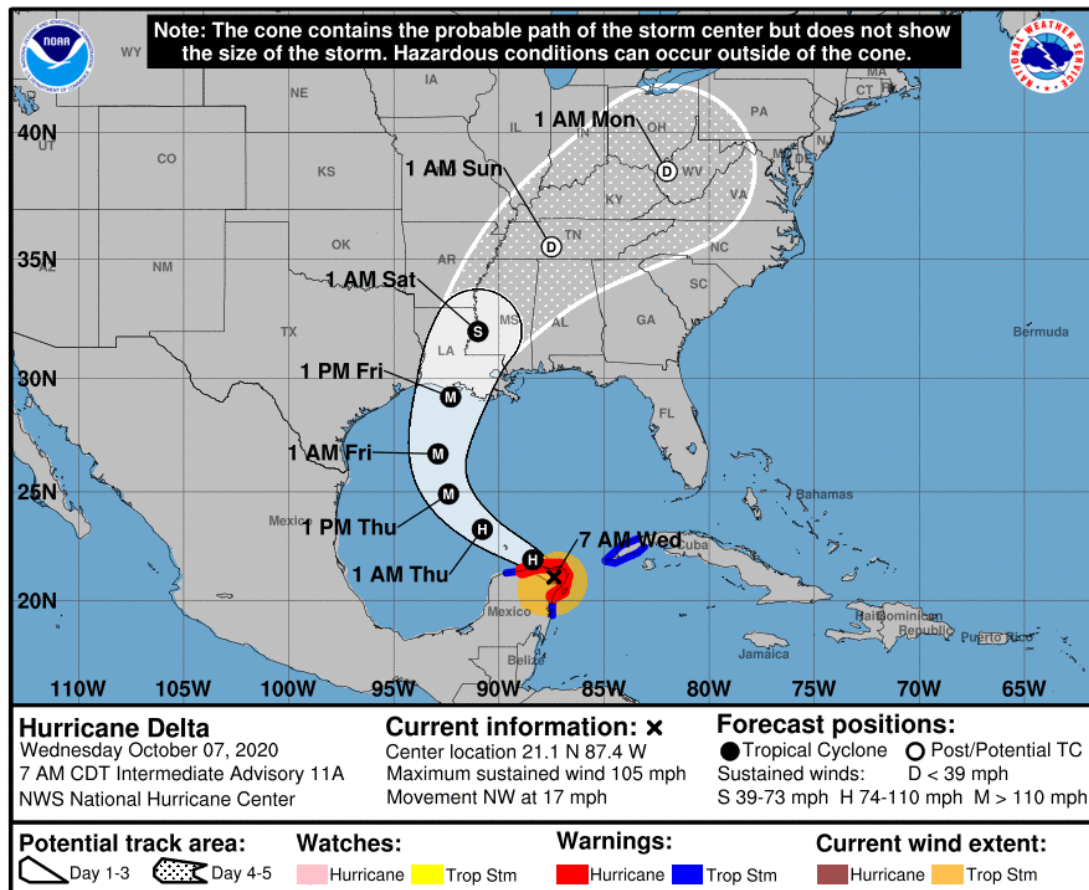 Note: The cone contains the probable path of the storm center but does not show
the size of the storm. Hazardous conditions can occur outside of the cone.
NOAA
NATIONAL WEATHER SERVICE
WY
IA
NE
MA
CT
PA
1 AM Mon
OH
IL
IN
NJ
40N
UT
CO
KS
MD
DE
WV
VA
1 AM Sun
KY
TN
NC
OK
35N
AZ
NM
AR
1 AM Sat
SC
MS
AL
GA
TX
LA
Bermuda
30N
1 PM Fri
FL
1 AM Fri
25N
Bahamas
Mexico
1 PM Thu
7 AM Wed
Cuba
1 AM Thu
20N
Mexico
Haiti
Dominican
Republic
Puerto Rico
Jamaica
Belize
D
D
S
M
M
M
H
H
110W 105W 100W 95W 90W 85W 80W 75W 70W 65W
Hurricane Delta
Wednesday October 07, 2020
7 AM CDT Intermediate Advisory 11A
NWS National Hurricane Center
Current information: x
Center location 21.1 N 87.4 W
Maximum sustained wind 105 mph
Movement NW at 17 mph
Forecast positions:
Tropical Cyclone Post/Potential TC
Sustained winds: D < 39 mph
S 39-73 mph H 74-110 mph M > 110 mph
Potential track area:
Day 1-3 Day 4-5
Watches:
Hurricane Trop Stm
Warnings:
Hurricane Trop Stm
Current wind extent:
Hurricane Trop Stm